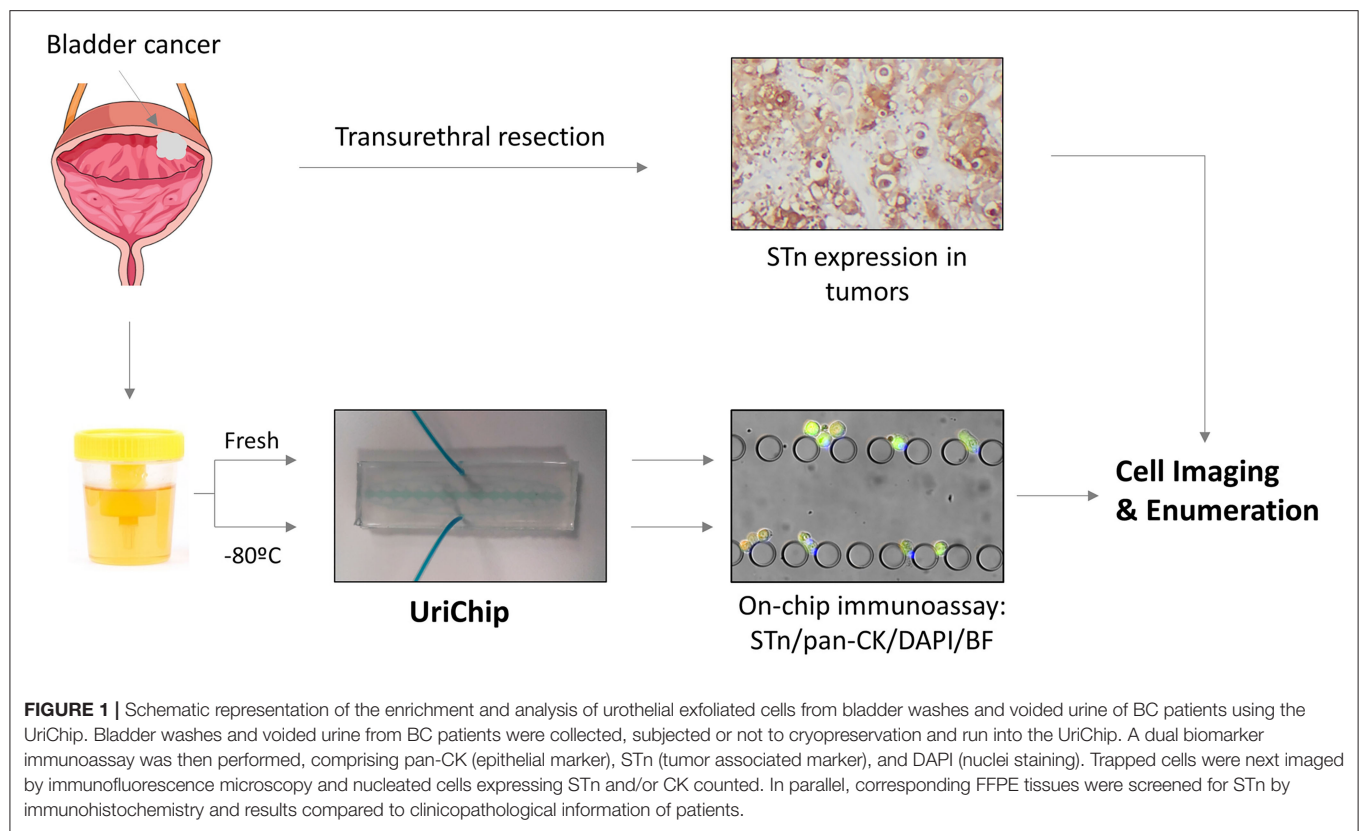 Bladder cancer
Transurethral resection
STn expression in
tumors
Fresh
-80ºC
UriChip
On-chip immunoassay:
STn/pan-CK/DAPI/BF
Cell Imaging
& Enumeration
FIGURE 1 | Schematic representation of the enrichment and analysis of urothelial exfoliated cells from bladder washes and voided urine of BC patients using the
UriChip. Bladder washes and voided urine from BC patients were collected, subjected or not to cryopreservation and run into the UriChip. A dual biomarker
immunoassay was then performed, comprising pan-CK (epithelial marker), STn (tumor associated marker), and DAPI (nuclei staining). Trapped cells were next imaged
by immunofluorescence microscopy and nucleated cells expressing STn and/or CK counted. In parallel, corresponding FFPE tissues were screened for STn by
immunohistochemistry and results compared to clinicopathological information of patients.